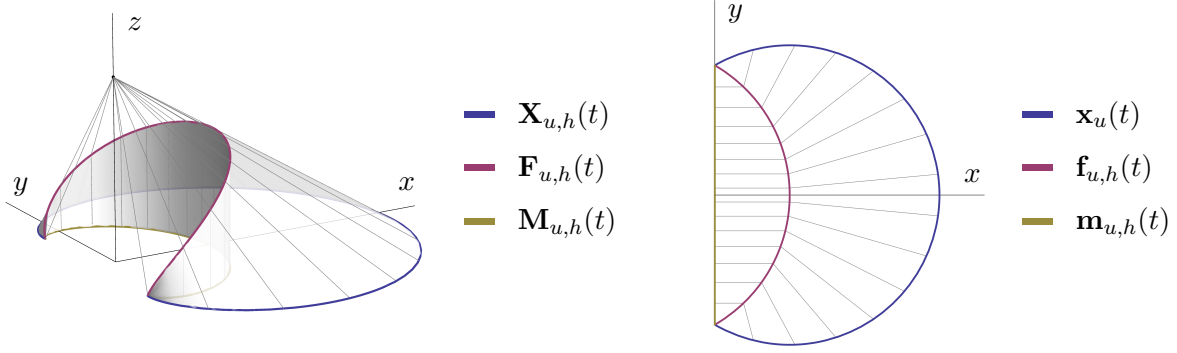 z
y
x
X_{u,h}(t)
F_{u,h}(t)
M_{u,h}(t)
y
x
x_u(t)
f_{u,h}(t)
m_{u,h}(t)